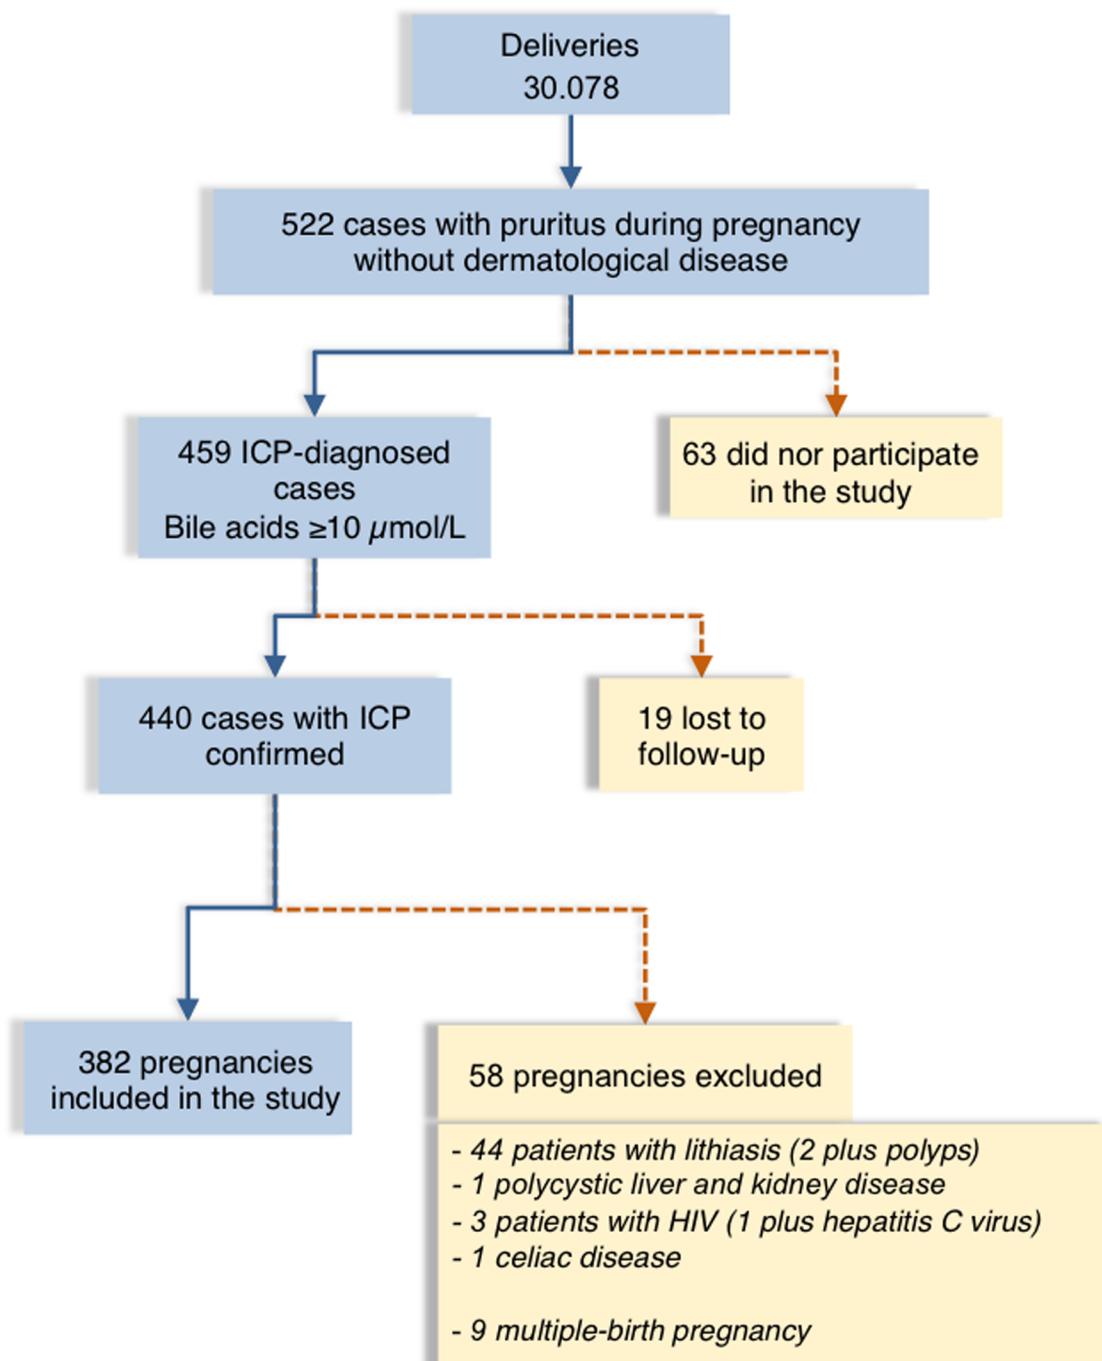 Deliveries
30.078
522 cases with pruritus during pregnancy
without dermatological disease
459 ICP-diagnosed
cases
Bile acids ≥10 µmol/L
63 did nor participate
in the study
440 cases with ICP
confirmed
19 lost to
follow-up
382 pregnancies
included in the study
58 pregnancies excluded
- 44 patients with lithiasis (2 plus polyps)
- 1 polycystic liver and kidney disease
- 3 patients with HIV (1 plus hepatitis C virus)
- 1 celiac disease
- 9 multiple-birth pregnancy